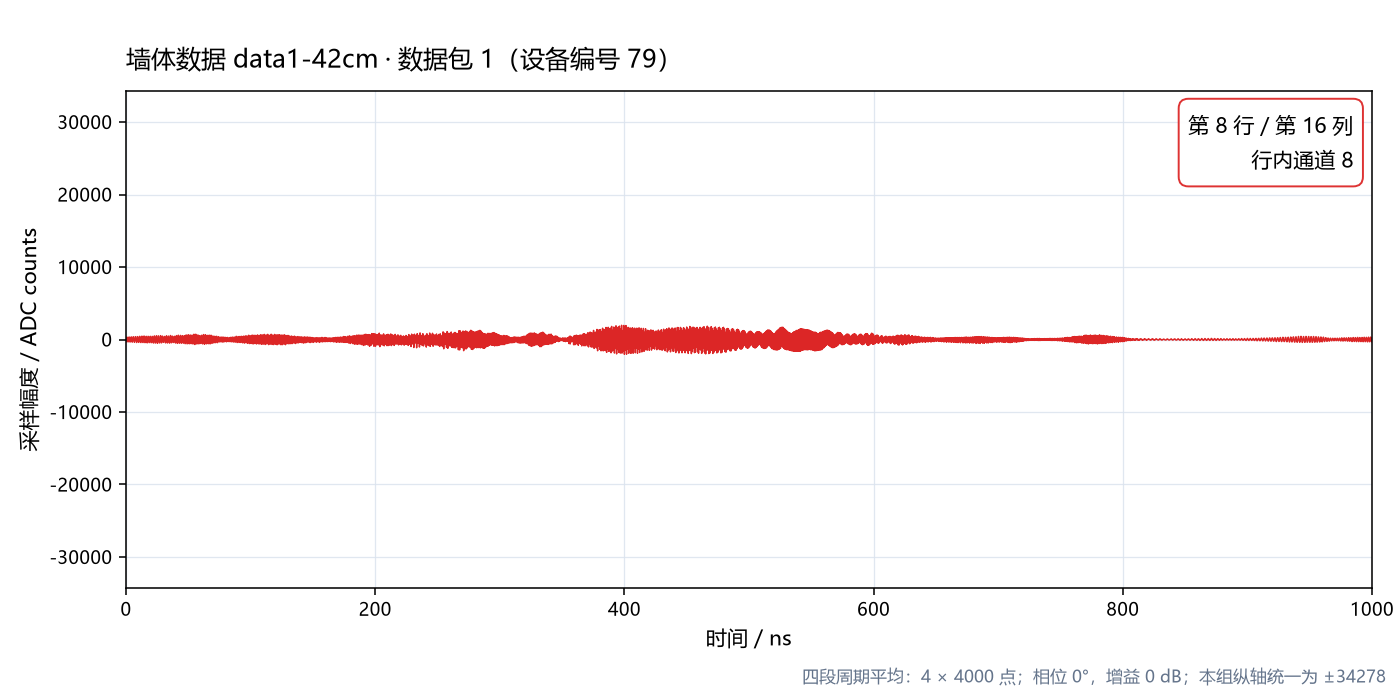 墙体数据 data1-42cm · 数据包 1（设备编号 79）
第 8 行 / 第 16 列
行内通道 8
30000
20000
10000
0
-10000
-20000
-30000
采样幅度 / ADC counts
0
200
400
600
800
1000
时间 / ns
四段周期平均：4 × 4000 点；相位 0°，增益 0 dB；本组纵轴统一为 ±34278